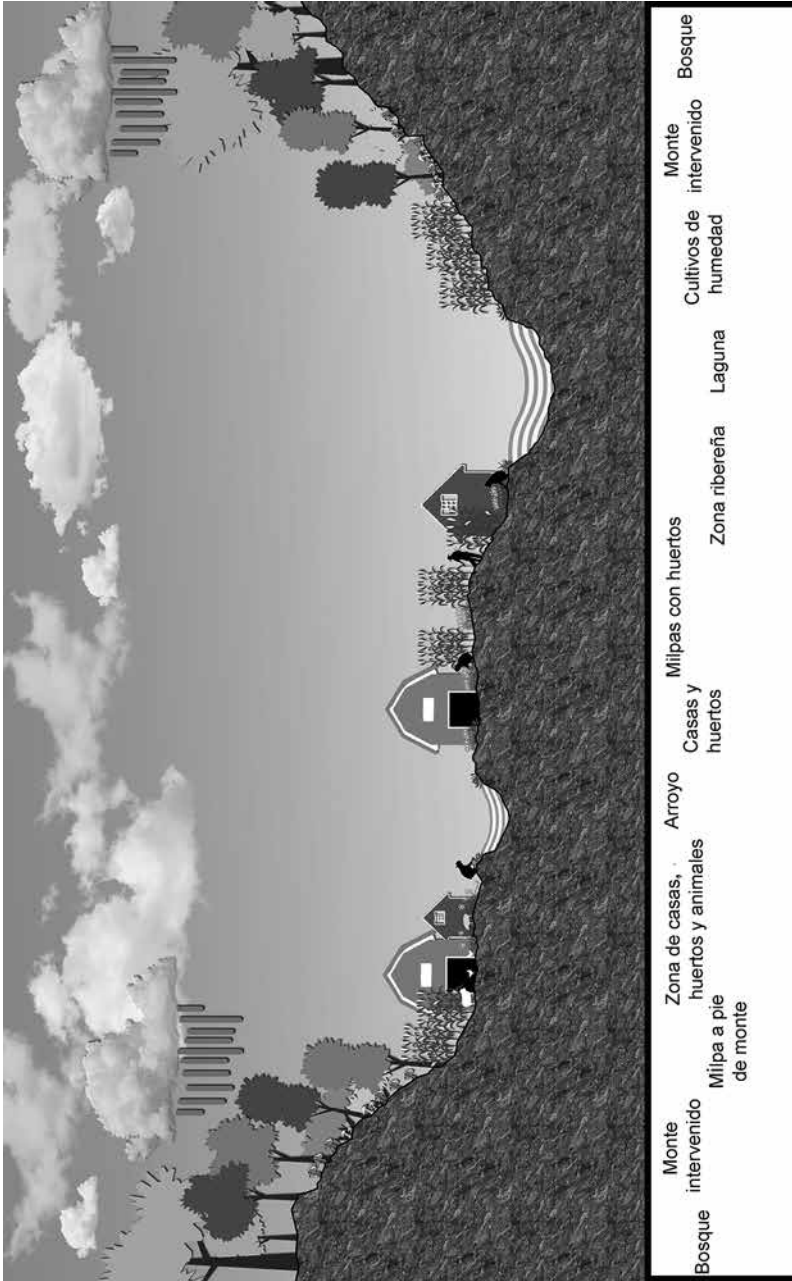 Bosque
Monte
intervenido
Milpa a pie
de monte
Zona de casas,
huertos y animales
Arroyo
Casas y
huertos
Milpas con huertos
Zona ribereña
Laguna
Cultivos de
humedad
Monte
intervenido
Bosque